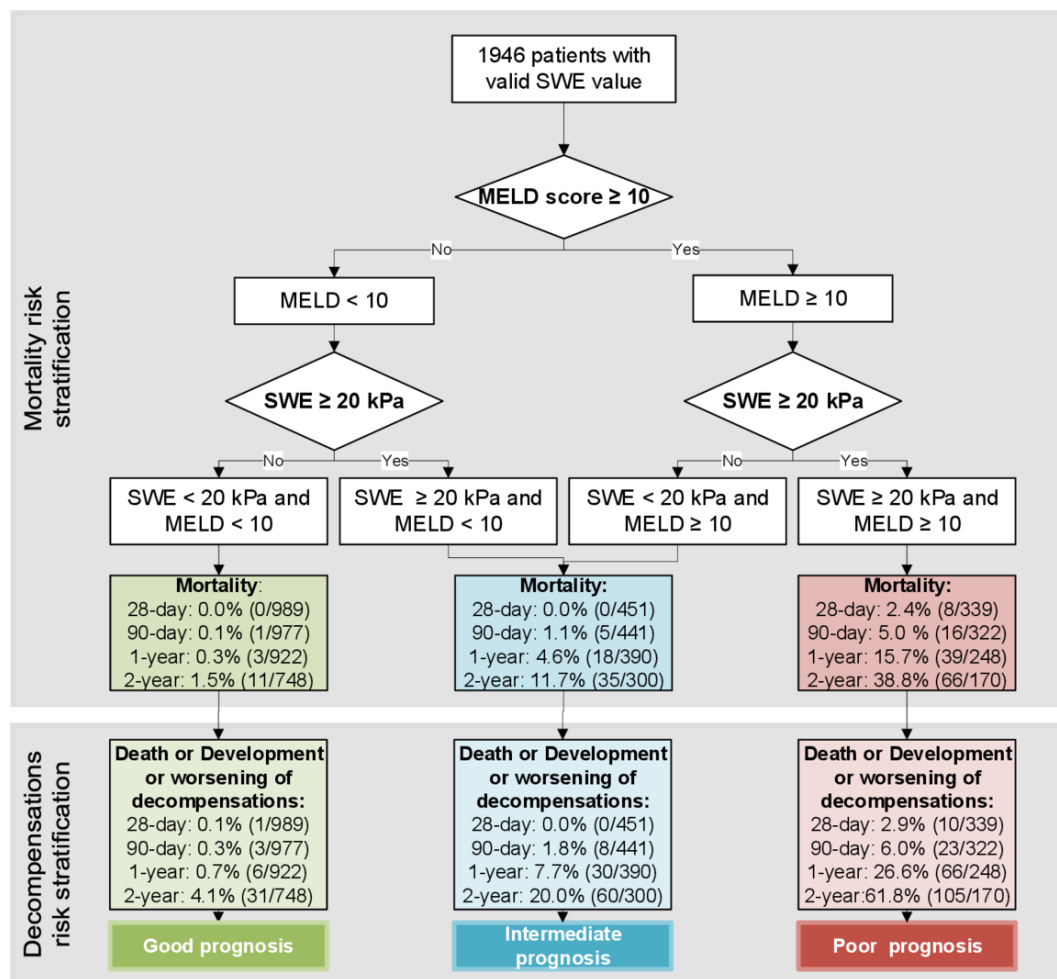 1946 patients with
valid SWE value
MELD score ≥ 10
No
Yes
MELD < 10
MELD ≥ 10
Mortality risk
stratification
SWE ≥ 20 kPa
SWE ≥ 20 kPa
No
Yes
No
Yes
SWE < 20 kPa and
MELD < 10
SWE ≥ 20 kPa and
MELD < 10
SWE < 20 kPa and
MELD ≥ 10
SWE ≥ 20 kPa and
MELD ≥ 10
Mortality:
28-day: 0.0% (0/989)
90-day: 0.1% (1/977)
1-year: 0.3% (3/922)
2-year: 1.5% (11/748)
Mortality:
28-day: 0.0% (0/451)
90-day: 1.1% (5/441)
1-year: 4.6% (18/390)
2-year: 11.7% (35/300)
Mortality:
28-day: 2.4% (8/339)
90-day: 5.0 % (16/322)
1-year: 15.7% (39/248)
2-year: 38.8% (66/170)
Decompensations
risk stratification
Death or Development
or worsening of
decompensations:
28-day: 0.1% (1/989)
90-day: 0.3% (3/977)
1-year: 0.7% (6/922)
2-year: 4.1% (31/748)
Death or Development
or worsening of
decompensations:
28-day: 0.0% (0/451)
90-day: 1.8% (8/441)
1-year: 7.7% (30/390)
2-year: 20.0% (60/300)
Death or Development
or worsening of
decompensations:
28-day: 2.9% (10/339)
90-day: 6.0% (23/322)
1-year: 26.6% (66/248)
2-year:61.8% (105/170)
Good prognosis
Intermediate
prognosis
Poor prognosis